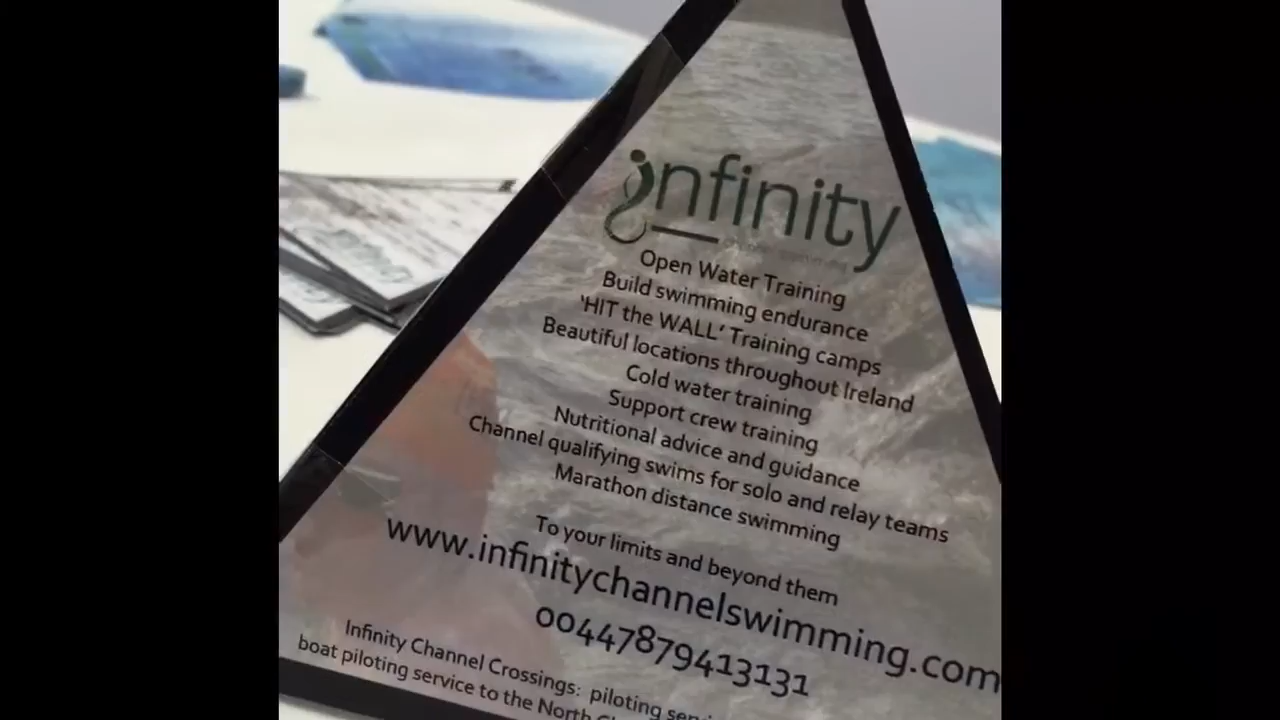 infinity
Open Water Training
Build swimming endurance
'HIT the WALL' Training camps
Beautiful locations throughout Ireland
Cold water training
Support crew training
Nutritional advice and guidance
Channel qualifying swims for solo and relay teams
Marathon distance swimming
To your limits and beyond them
www.infinitychannelswimming.com
00447879413131
Infinity Channel Crossings: piloting
boat piloting service to the North